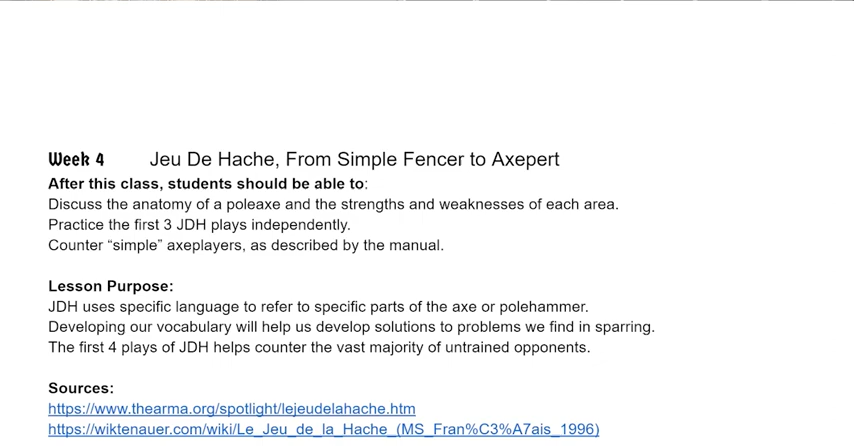 Week 4 Jeu De Hache, From Simple Fencer to Axepert
After this class, students should be able to:
Discuss the anatomy of a poleaxe and the strengths and weaknesses of each area.
Practice the first 3 JDH plays independently.
Counter “simple” axeplayers, as described by the manual.
Lesson Purpose:
JDH uses specific language to refer to specific parts of the axe or polehammer.
Developing our vocabulary will help us develop solutions to problems we find in sparring.
The first 4 plays of JDH helps counter the vast majority of untrained opponents.
Sources:
https://www.thearma.org/spotlight/lejeudelahache.htm
https://wiktenauer.com/wiki/Le_Jeu_de_la_Hache_(MS_Fran%C3%A7ais_1996)